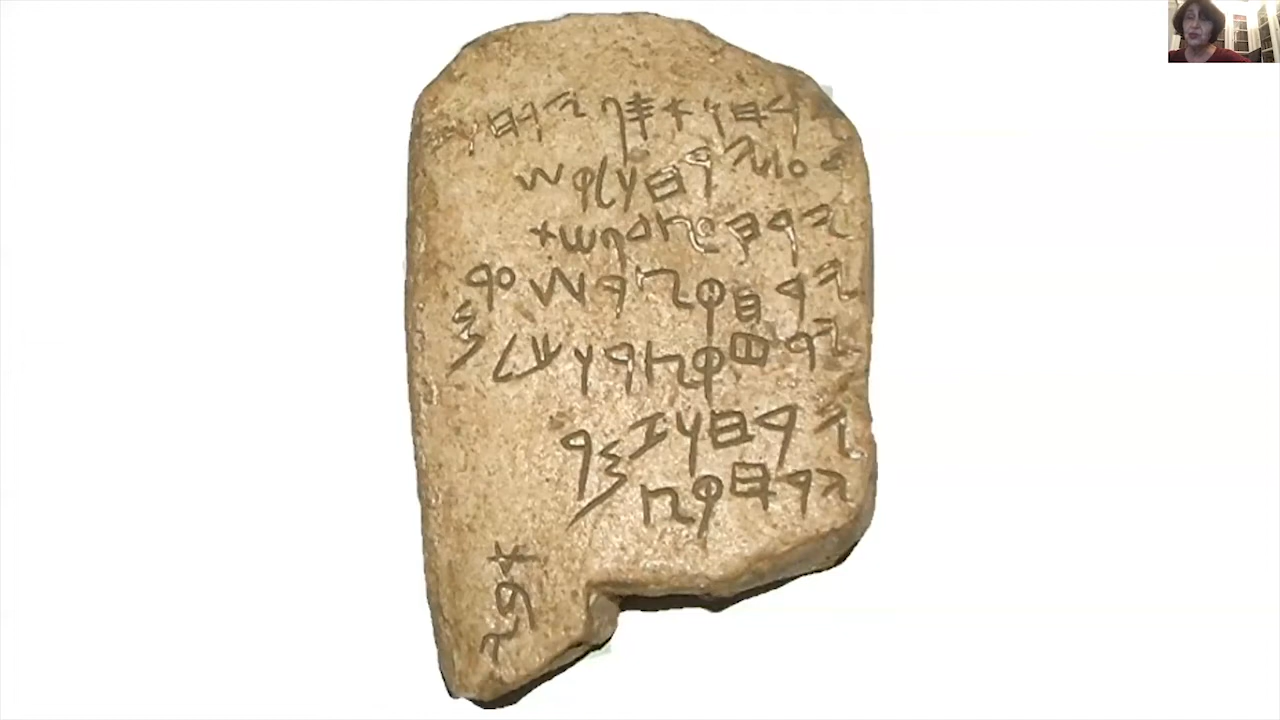 𐤉𐤓𐤇𐤅 𐤀𐤎𐤐 𐤉𐤓𐤇𐤅 𐤆
𐤓𐤏 𐤉𐤓𐤇𐤅 𐤋𐤒𐤔
𐤉𐤓𐤇 𐤏𐤑𐤃 𐤐𐤔𐤕
𐤉𐤓𐤇 𐤒𐤑𐤓 𐤔𐤏𐤓𐤌
𐤉𐤓𐤇 𐤒𐤑𐤓 𐤅𐤊𐤋
𐤉𐤓𐤇𐤅 𐤆𐤌𐤓
𐤉𐤓𐤇 𐤒𐤑
𐤀𐤁𐤉